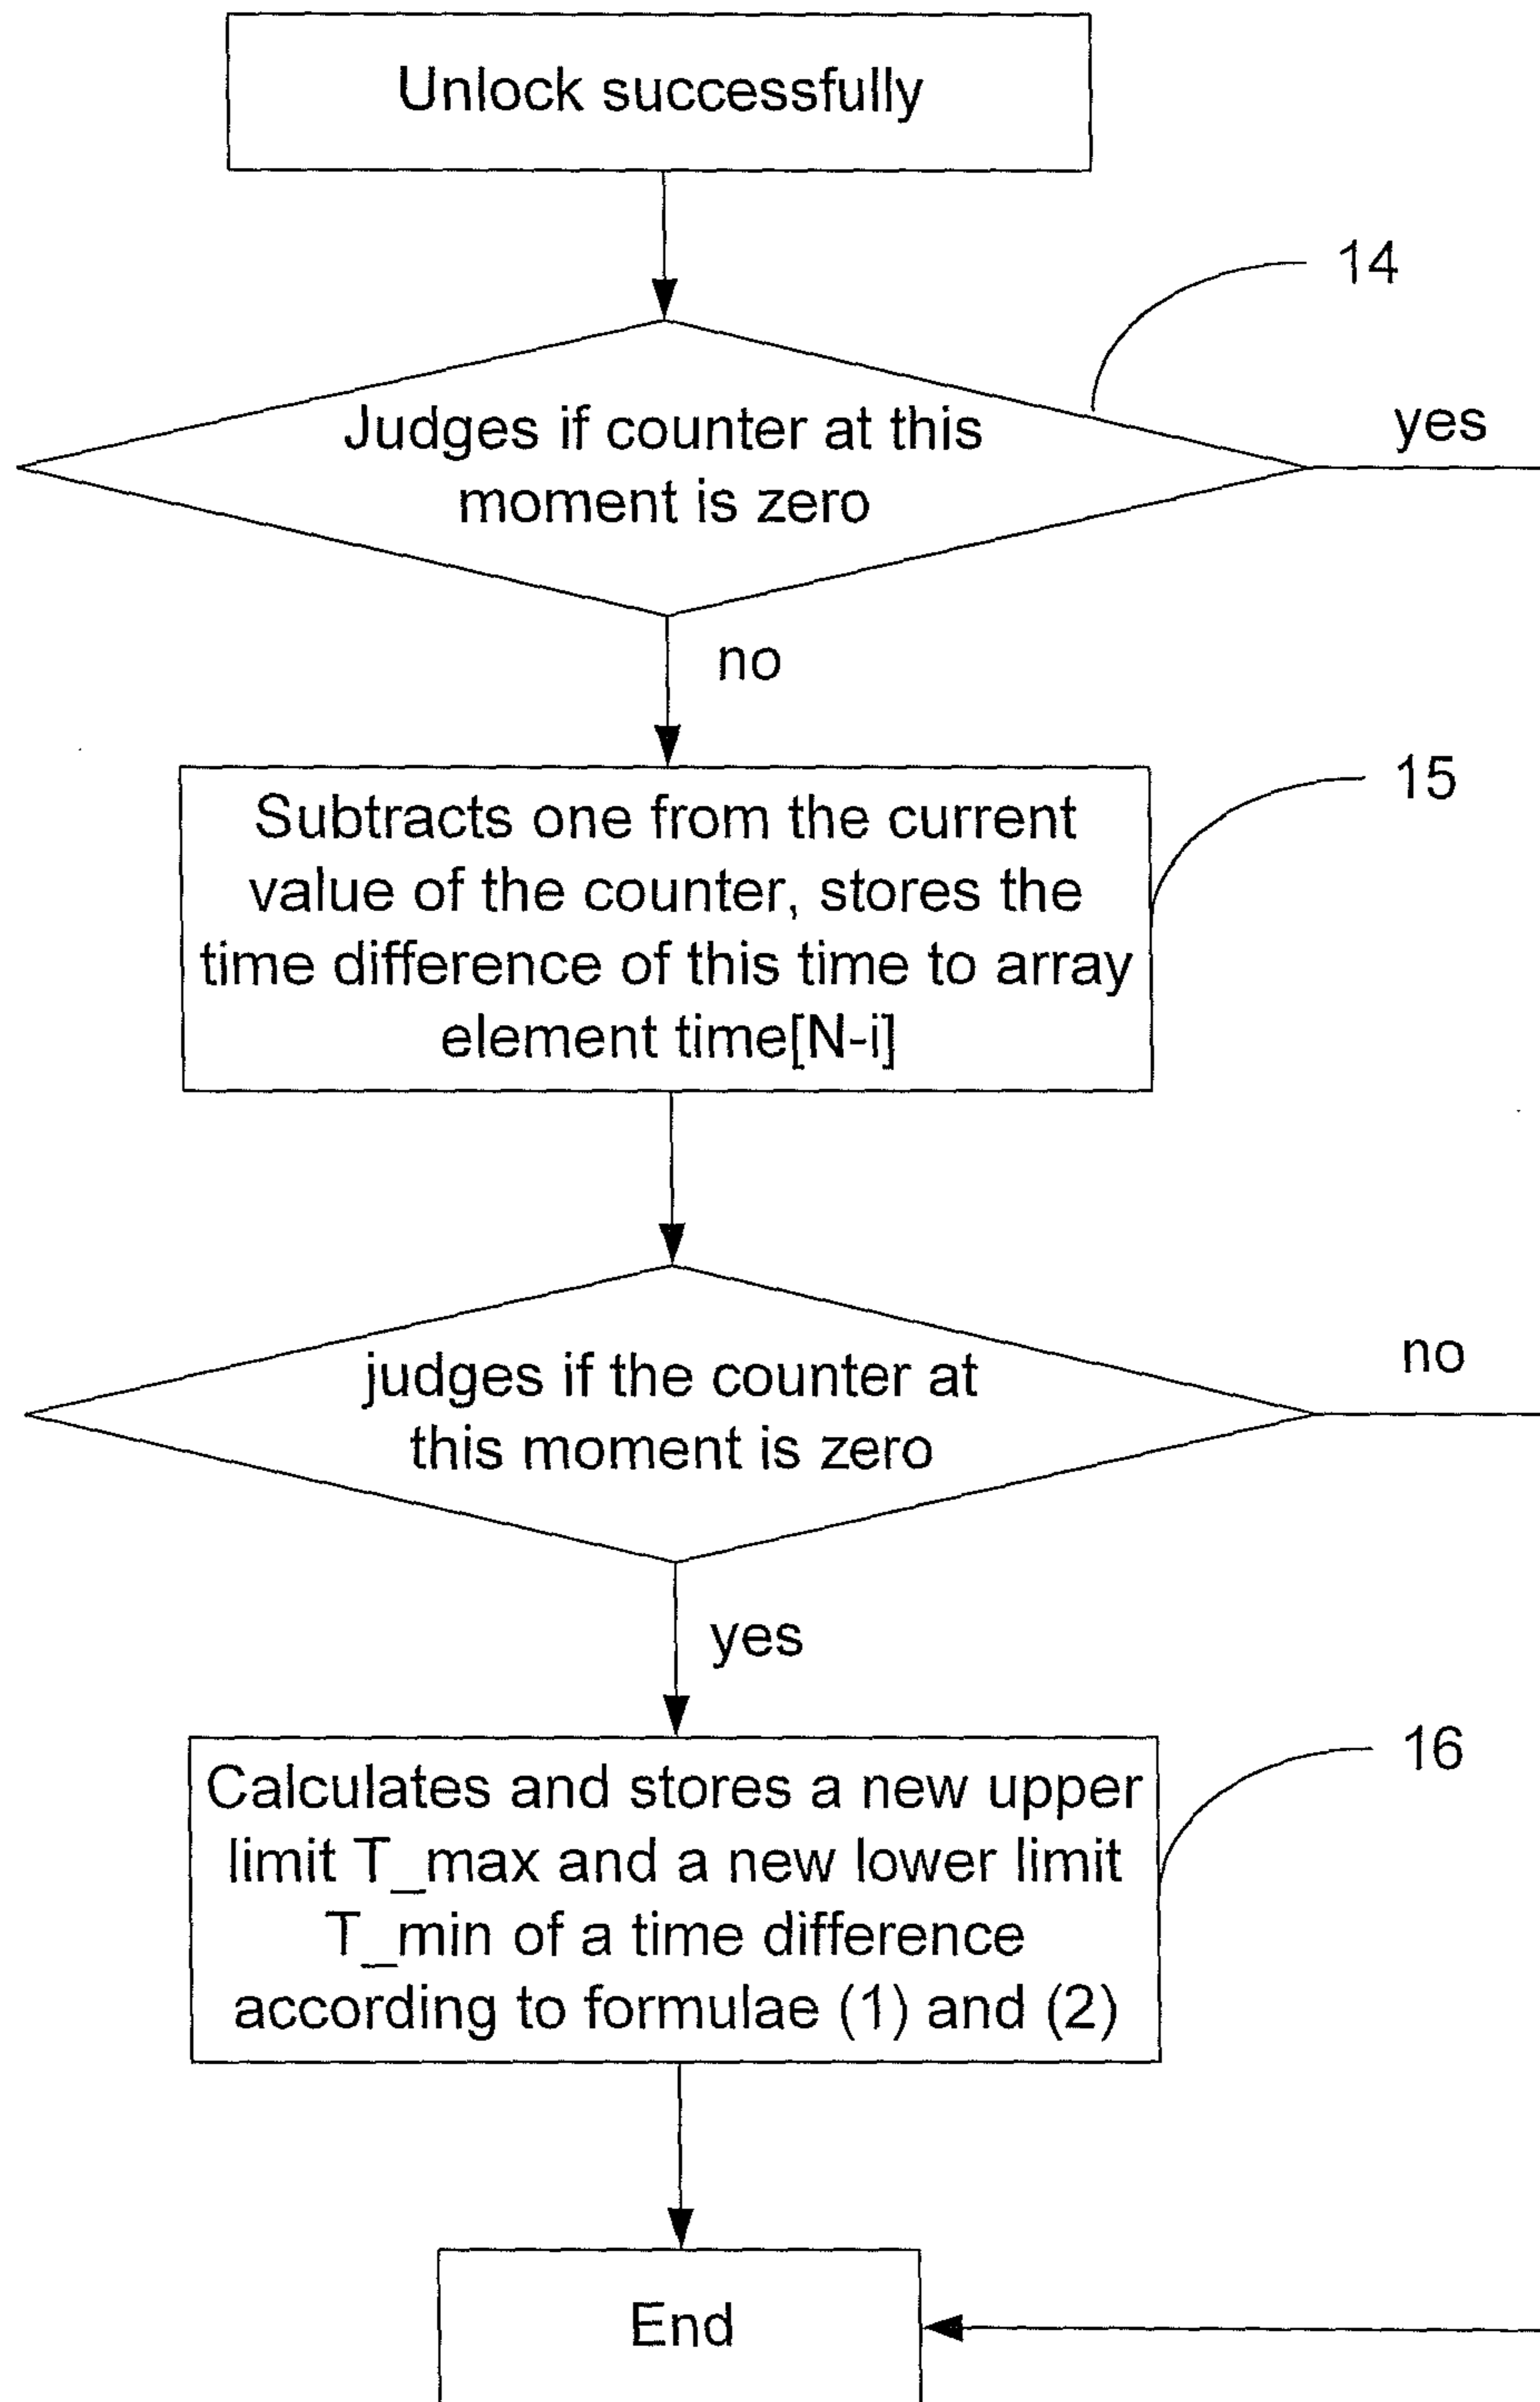 Unlock successfully
14
Judges if counter at this
moment is zero
yes
no
15
Subtracts one from the current
value of the counter, stores the
time difference of this time to array
element time[N-i]
judges if the counter at
this moment is zero
no
yes
16
Calculates and stores a new upper
limit T_max and a new lower limit
T_min of a time difference
according to formulae (1) and (2)
End